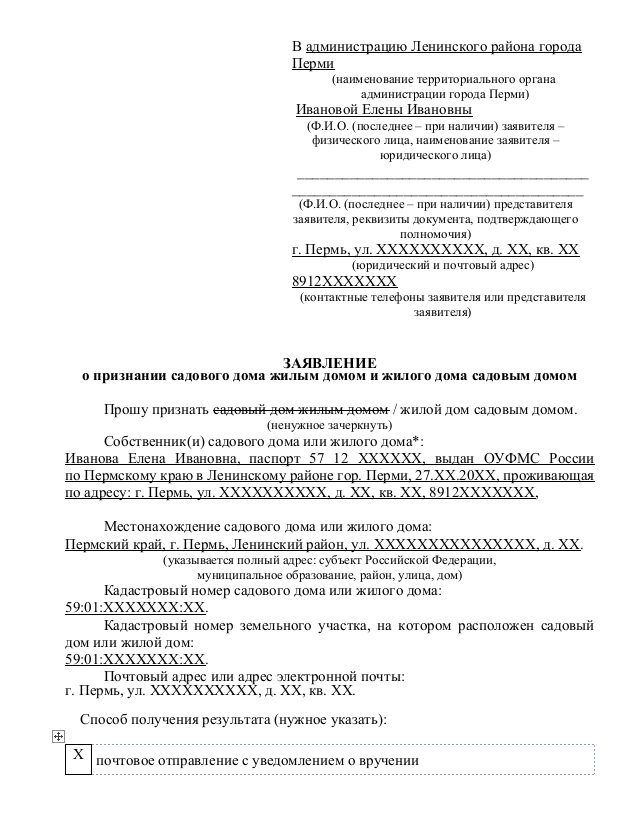 В администрацию Ленинского района города
Перми
(наименование территориального органа
администрации города Перми)
Ивановой Елены Ивановны
(Ф.И.О. (последнее – при наличии) заявителя –
физического лица, наименование заявителя –
юридического лица)
_______________________________________
_______________________________________
(Ф.И.О. (последнее – при наличии) представителя
заявителя, реквизиты документа, подтверждающего
полномочия)
г. Пермь, ул. XXXXXXXXXX, д. XX, кв. XX
(юридический и почтовый адрес)
8912XXXXXXX
(контактные телефоны заявителя или представителя
заявителя)
ЗАЯВЛЕНИЕ
о признании садового дома жилым домом и жилого дома садовым домом
Прошу признать садовый дом жилым домом / жилой дом садовым домом.
(ненужное зачеркнуть)
Собственник(и) садового дома или жилого дома*:
Иванова Елена Ивановна, паспорт 57 12 XXXXXX, выдан ОУФМС России
по Пермскому краю в Ленинскому районе гор. Перми, 27.XX.20XX, проживающая
по адресу: г. Пермь, ул. XXXXXXXXXX, д. XX, кв. XX, 8912XXXXXXX,
Местонахождение садового дома или жилого дома:
Пермский край, г. Пермь, Ленинский район, ул. XXXXXXXXXXXXXXX, д. XX.
(указывается полный адрес: субъект Российской Федерации,
муниципальное образование, район, улица, дом)
Кадастровый номер садового дома или жилого дома:
59:01:XXXXXXX:XX.
Кадастровый номер земельного участка, на котором расположен садовый
дом или жилой дом:
59:01:XXXXXXX:XX.
Почтовый адрес или адрес электронной почты:
г. Пермь, ул. XXXXXXXXXX, д. XX, кв. XX.
Способ получения результата (нужное указать):
X почтовое отправление с уведомлением о вручении